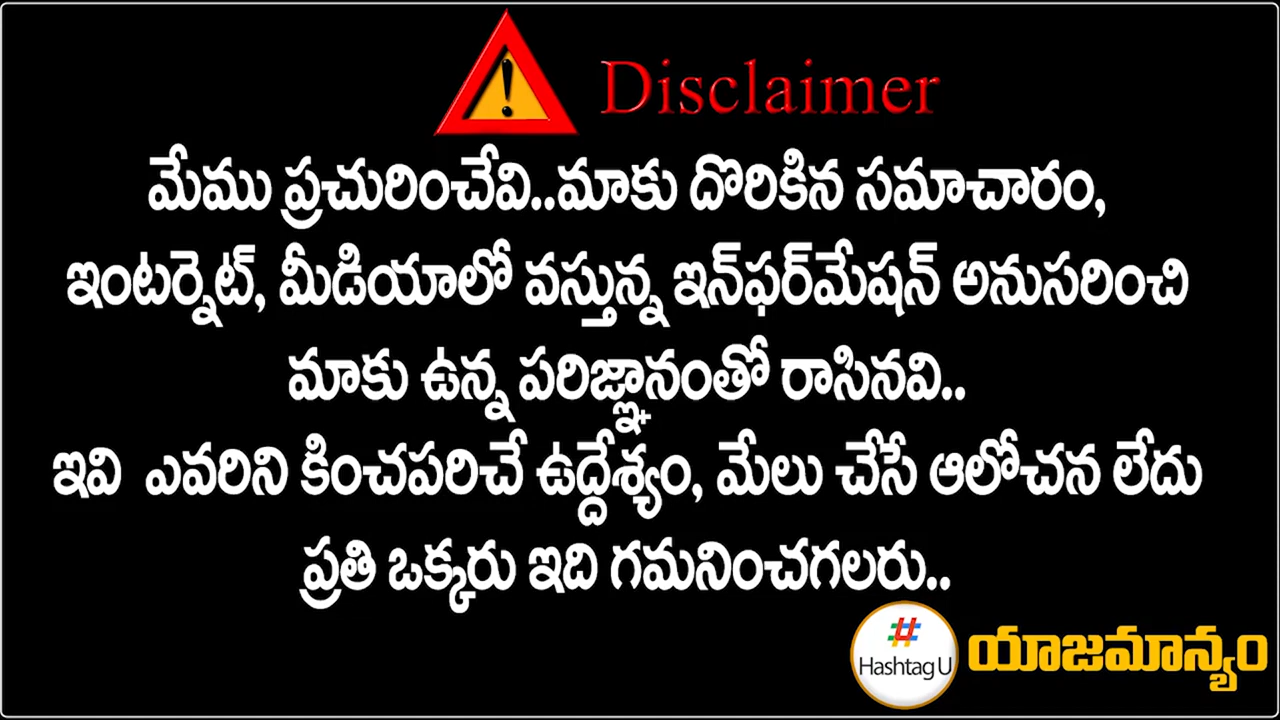 Disclaimer
మేము ప్రచురించేవి..మాకు దొరికిన సమాచారం,
ఇంటర్నెట్, మీడియాలో వస్తున్న ఇన్‌ఫర్‌మేషన్ అనుసరించి
మాకు ఉన్న పరిజ్ఞానంతో రాసినవి..
ఇవి ఎవరిని కించపరిచే ఉద్దేశ్యం, మేలు చేసే ఆలోచన లేదు
ప్రతి ఒక్కరు ఇది గమనించగలరు..
# Hashtag U యాజమాన్యం